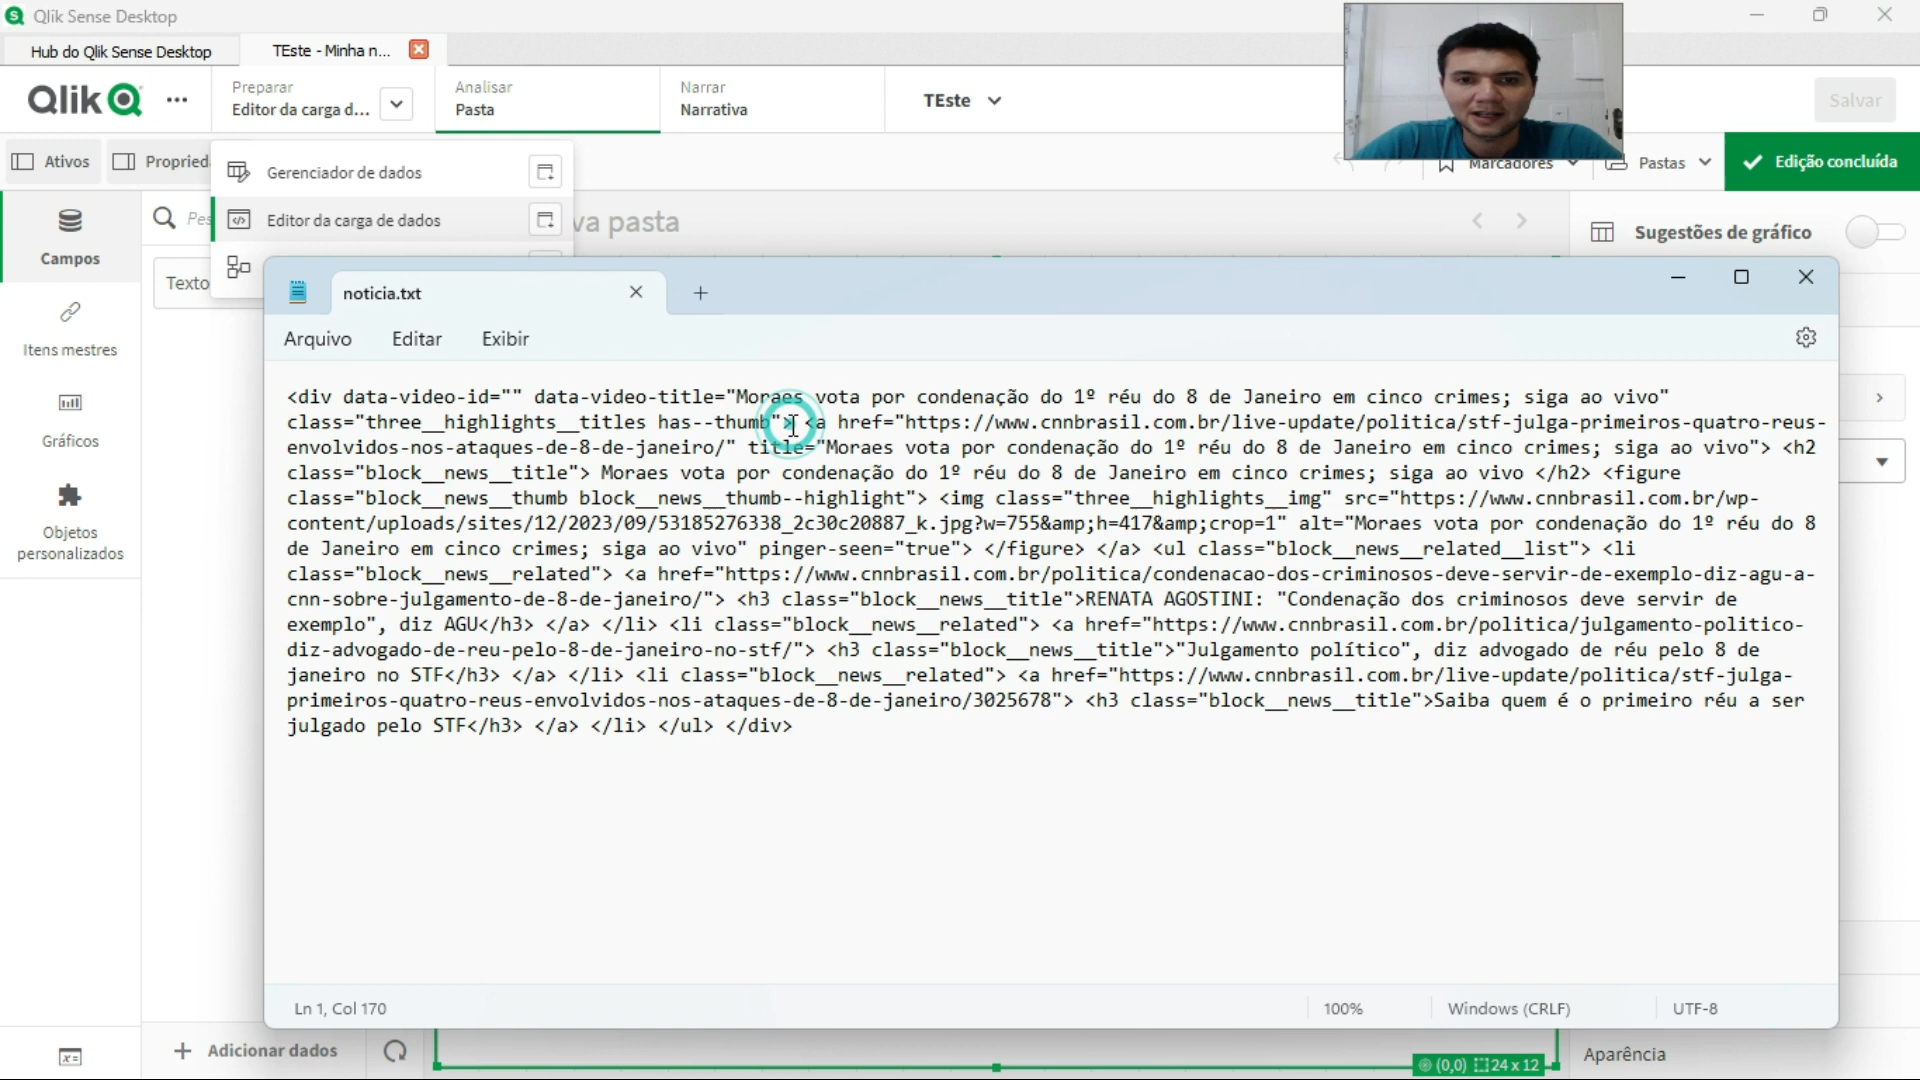 Qlik Sense Desktop
Hub do Qlik Sense Desktop
TEste - Minha n...
Qlik
Preparar
Editor da carga d...
Analisar
Pasta
Narrar
Narrativa
TEste
Salvar
Ativos
Propried
Marcadores
Pastas
Edição concluída
Gerenciador de dados
Editor da carga de dados
Campos
Pes
va pasta
Sugestões de gráfico
Texto
Itens mestres
Gráficos
Objetos
personalizados
noticia.txt
Arquivo Editar Exibir
<div data-video-id="" data-video-title="Moraes vota por condenação do 1º réu do 8 de Janeiro em cinco crimes; siga ao vivo"
class="three__highlights__titles has--thumb"> <a href="https://www.cnnbrasil.com.br/live-update/politica/stf-julga-primeiros-quatro-reus-
envolvidos-nos-ataques-de-8-de-janeiro/" title="Moraes vota por condenação do 1º réu do 8 de Janeiro em cinco crimes; siga ao vivo"> <h2
class="block__news__title"> Moraes vota por condenação do 1º réu do 8 de Janeiro em cinco crimes; siga ao vivo </h2> <figure
class="block__news__thumb block__news__thumb--highlight"> <img class="three__highlights__img" src="https://www.cnnbrasil.com.br/wp-
content/uploads/sites/12/2023/09/53185276338_2c30c20887_k.jpg?w=755&amp;h=417&amp;crop=1" alt="Moraes vota por condenação do 1º réu do 8
de Janeiro em cinco crimes; siga ao vivo" pinger-seen="true"> </figure> </a> <ul class="block__news__related__list"> <li
class="block__news__related"> <a href="https://www.cnnbrasil.com.br/politica/condenacao-dos-criminosos-deve-servir-de-exemplo-diz-agu-a-
cnn-sobre-julgamento-de-8-de-janeiro/"> <h3 class="block__news__title">RENATA AGOSTINI: "Condenação dos criminosos deve servir de
exemplo", diz AGU</h3> </a> </li> <li class="block__news__related"> <a href="https://www.cnnbrasil.com.br/politica/julgamento-politico-
diz-advogado-de-reu-pelo-8-de-janeiro-no-stf/"> <h3 class="block__news__title">"Julgamento político", diz advogado de réu pelo 8 de
janeiro no STF</h3> </a> </li> <li class="block__news__related"> <a href="https://www.cnnbrasil.com.br/live-update/politica/stf-julga-
primeiros-quatro-reus-envolvidos-nos-ataques-de-8-de-janeiro/3025678"> <h3 class="block__news__title">Saiba quem é o primeiro réu a ser
julgado pelo STF</h3> </a> </li> </ul> </div>
Ln 1, Col 170
100%
Windows (CRLF)
UTF-8
Adicionar dados
(0,0) 24 x 12
Aparência